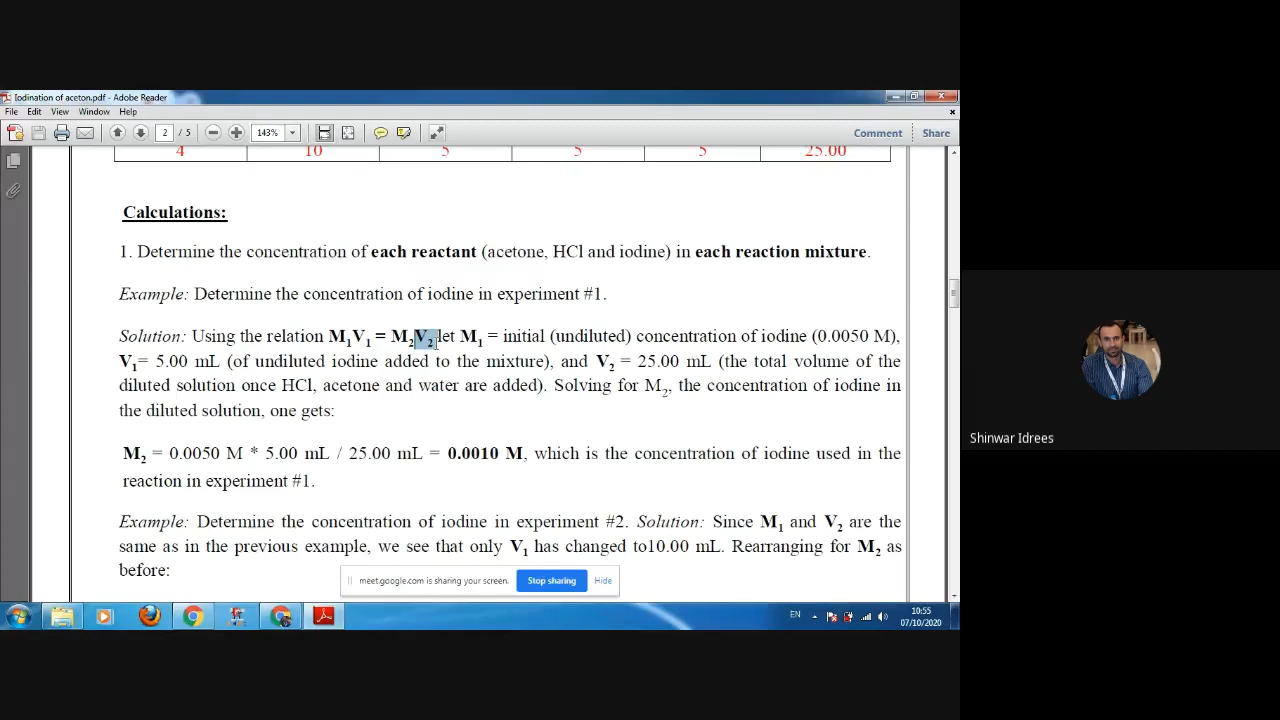 Iodination of aceton.pdf - Adobe Reader
File Edit View Window Help
2 / 5 143% Comment Share
4 10 5 5 5 25.00
Calculations:
1. Determine the concentration of each reactant (acetone, HCl and iodine) in each reaction mixture.
Example: Determine the concentration of iodine in experiment #1.
Solution: Using the relation M₁V₁ = M₂V₂ let M₁ = initial (undiluted) concentration of iodine (0.0050 M),
V₁= 5.00 mL (of undiluted iodine added to the mixture), and V₂ = 25.00 mL (the total volume of the
diluted solution once HCl, acetone and water are added). Solving for M₂, the concentration of iodine in
the diluted solution, one gets:
M₂ = 0.0050 M * 5.00 mL / 25.00 mL = 0.0010 M, which is the concentration of iodine used in the
reaction in experiment #1.
Example: Determine the concentration of iodine in experiment #2. Solution: Since M₁ and V₂ are the
same as in the previous example, we see that only V₁ has changed to10.00 mL. Rearranging for M₂ as
before:
meet.google.com is sharing your screen. Stop sharing Hide
EN 10:55
07/10/2020
Shinwar Idrees